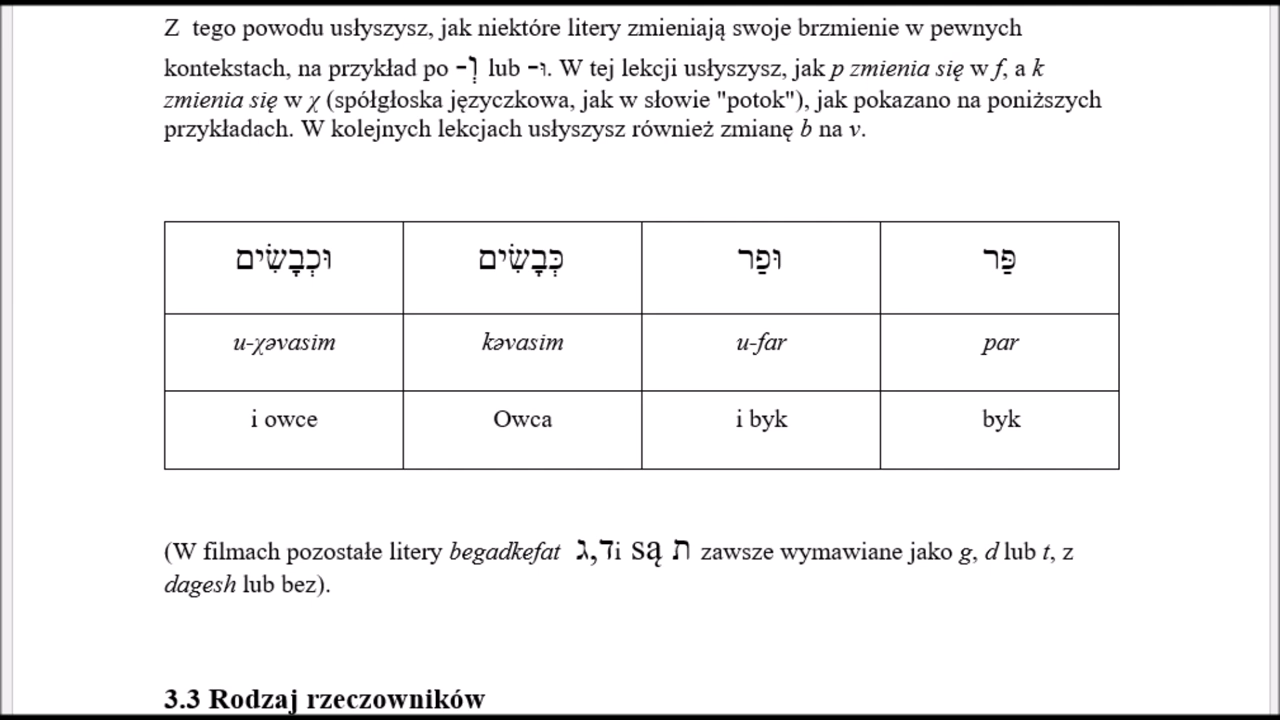 Z  tego powodu usłyszysz, jak niektóre litery zmieniają swoje brzmienie w pewnych
kontekstach, na przykład po -וְ lub -וּ. W tej lekcji usłyszysz, jak p zmienia się w f, a k
zmienia się w χ (spółgłoska języczkowa, jak w słowie "potok"), jak pokazano na poniższych
przykładach. W kolejnych lekcjach usłyszysz również zmianę b na v.
וּכְבָשִׂים כְּבָשִׂים וּפַר פַּר
u-χəvasim kəvasim u-far par
i owce Owca i byk byk
(W filmach pozostałe litery begadkefat ג,ד i są ת zawsze wymawiane jako g, d lub t, z
dagesh lub bez).
3.3 Rodzaj rzeczowników